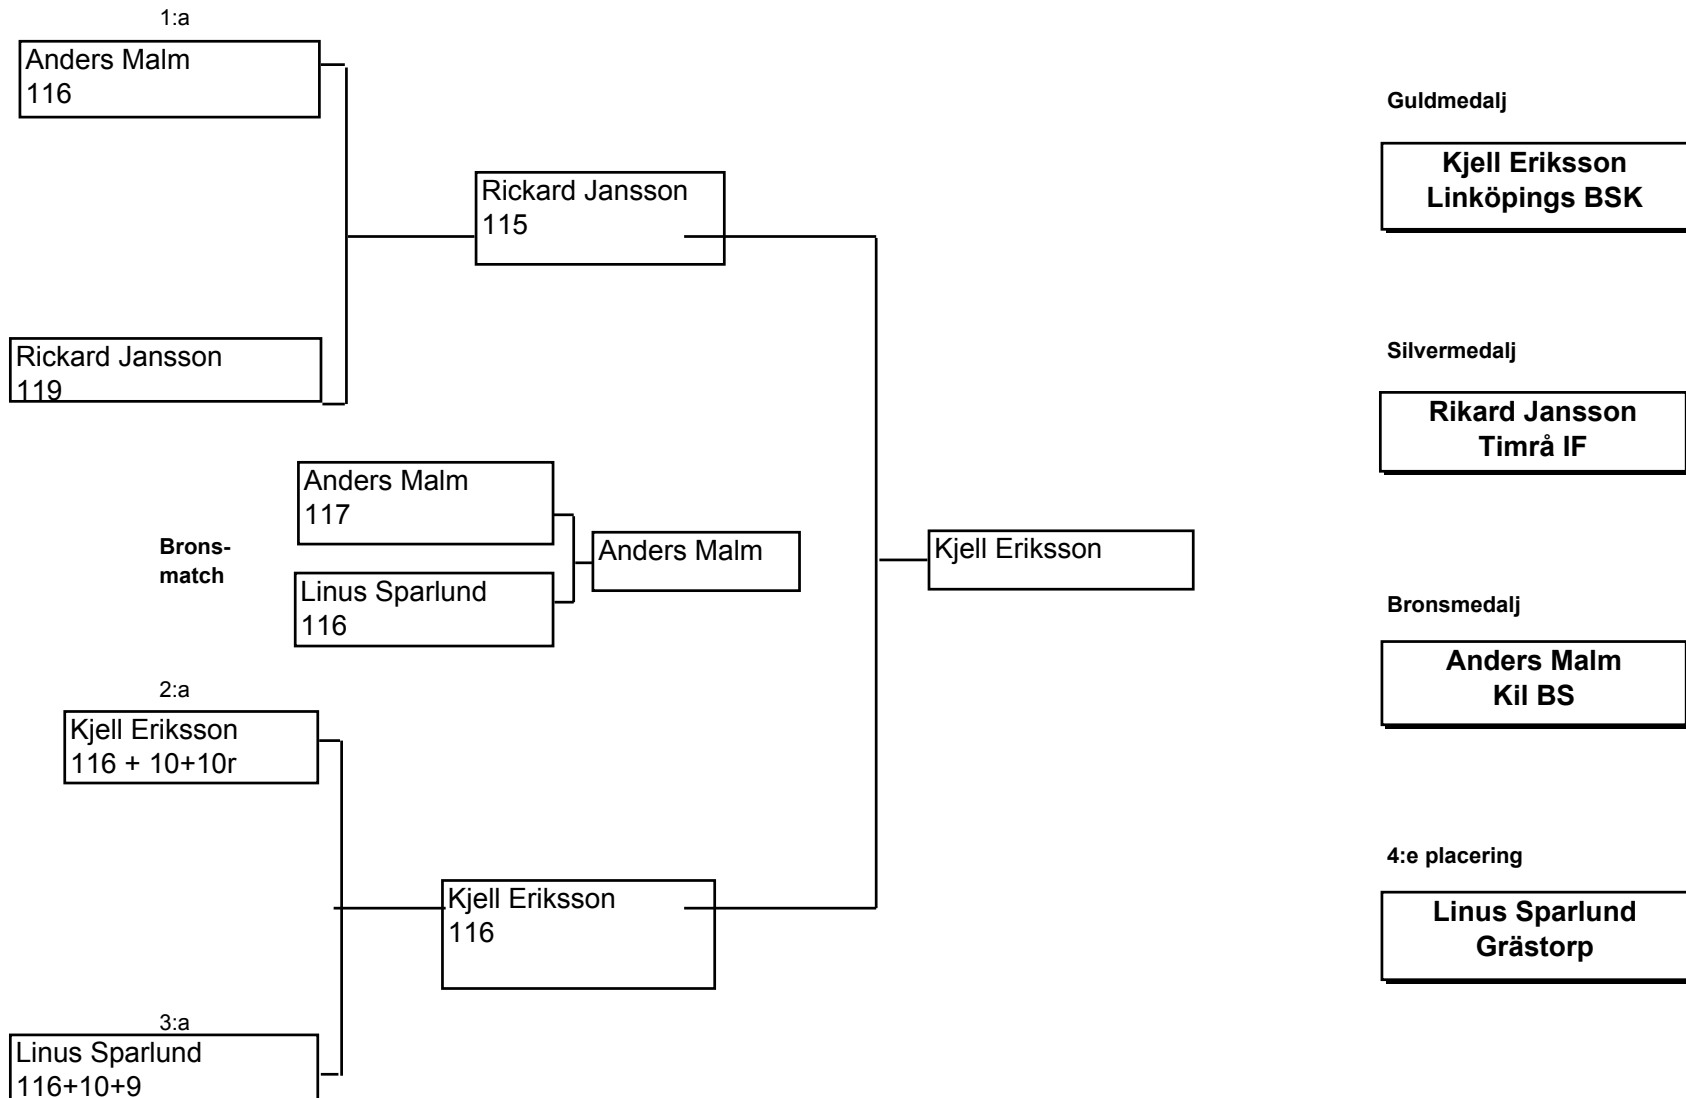 1:a
Anders Malm
116
Rickard Jansson
119
Rickard Jansson
115
Brons-
match
Anders Malm
117
Linus Sparlund
116
Anders Malm
2:a
Kjell Eriksson
116 + 10+10r
3:a
Linus Sparlund
116+10+9
Kjell Eriksson
116
Kjell Eriksson
Guldmedalj
Kjell Eriksson
Linköpings BSK
Silvermedalj
Rikard Jansson
Timrå IF
Bronsmedalj
Anders Malm
Kil BS
4:e placering
Linus Sparlund
Grästorp